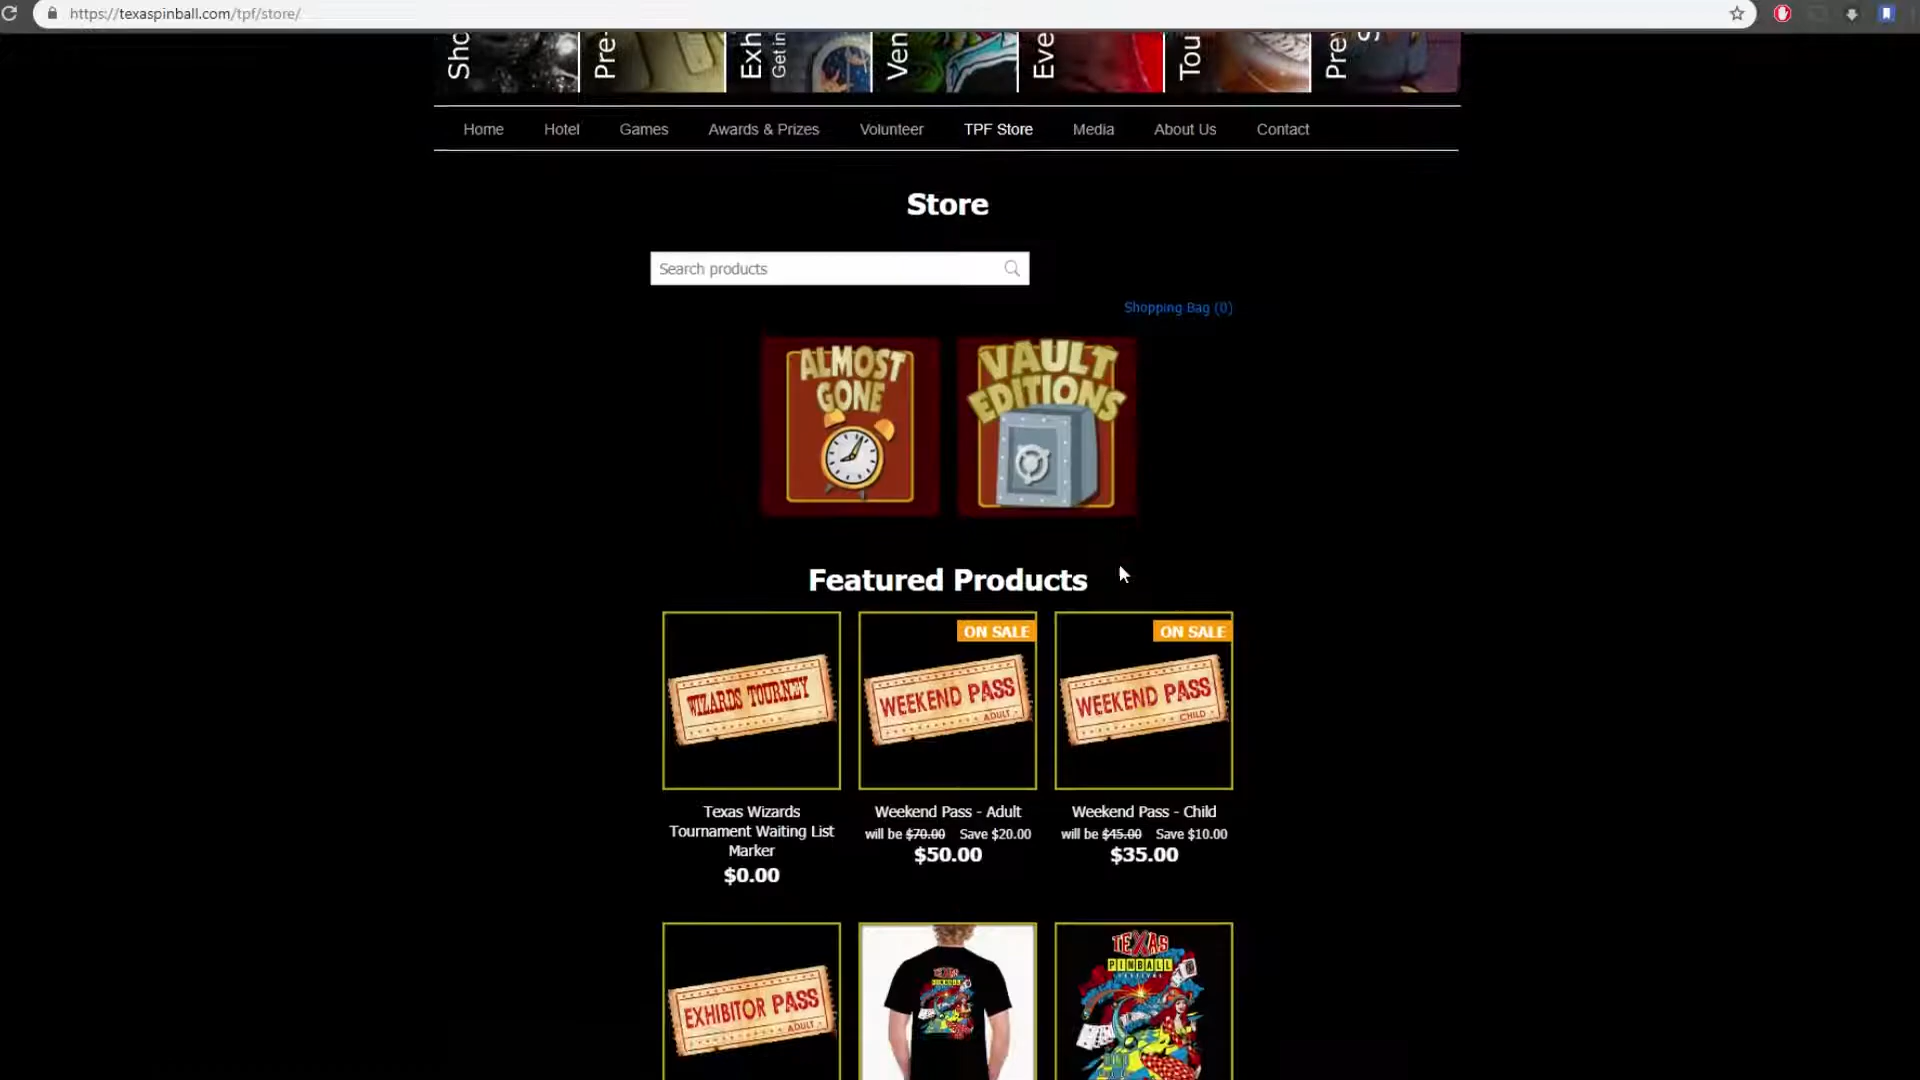 https://texaspinball.com/tpf/store/
Sho
Pre-
Exh
Get in
Ven
Eve
Tou
Pre
Home Hotel Games Awards & Prizes Volunteer TPF Store Media About Us Contact
Store
Search products
Shopping Bag (0)
ALMOST
GONE
VAULT
EDITIONS
Featured Products
WIZARDS TOURNEY
ON SALE
WEEKEND PASS
ADULT
ON SALE
WEEKEND PASS
CHILD
Texas Wizards
Tournament Waiting List
Marker
$0.00
Weekend Pass - Adult
will be $70.00 Save $20.00
$50.00
Weekend Pass - Child
will be $45.00 Save $10.00
$35.00
EXHIBITOR PASS
ADULT
TEXAS
PINBALL
TEXAS
PINBALL
FESTIVAL